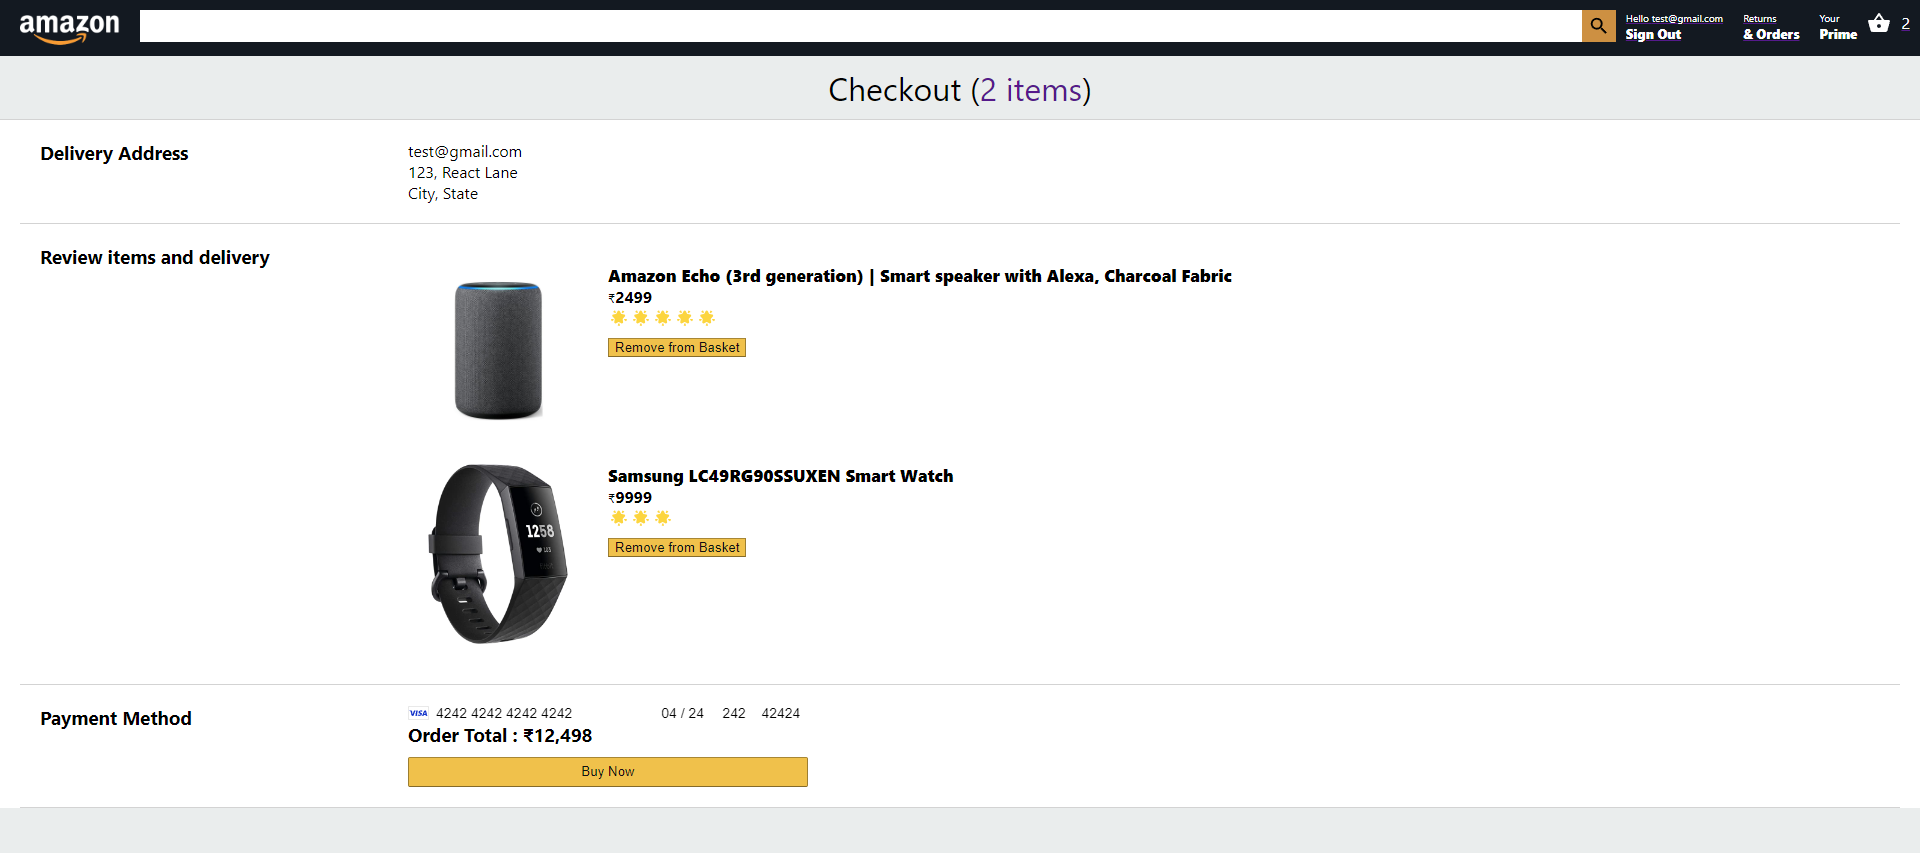 amazon
Hello test@gmail.com
Sign Out
Returns
& Orders
Your
Prime
2
Checkout (2 items)
Delivery Address
test@gmail.com
123, React Lane
City, State
Review items and delivery
Amazon Echo (3rd generation) | Smart speaker with Alexa, Charcoal Fabric
₹2499
Remove from Basket
Samsung LC49RG90SSUXEN Smart Watch
₹9999
Remove from Basket
1258
Payment Method
VISA 4242 4242 4242 4242 04 / 24 242 42424
Order Total : ₹12,498
Buy Now